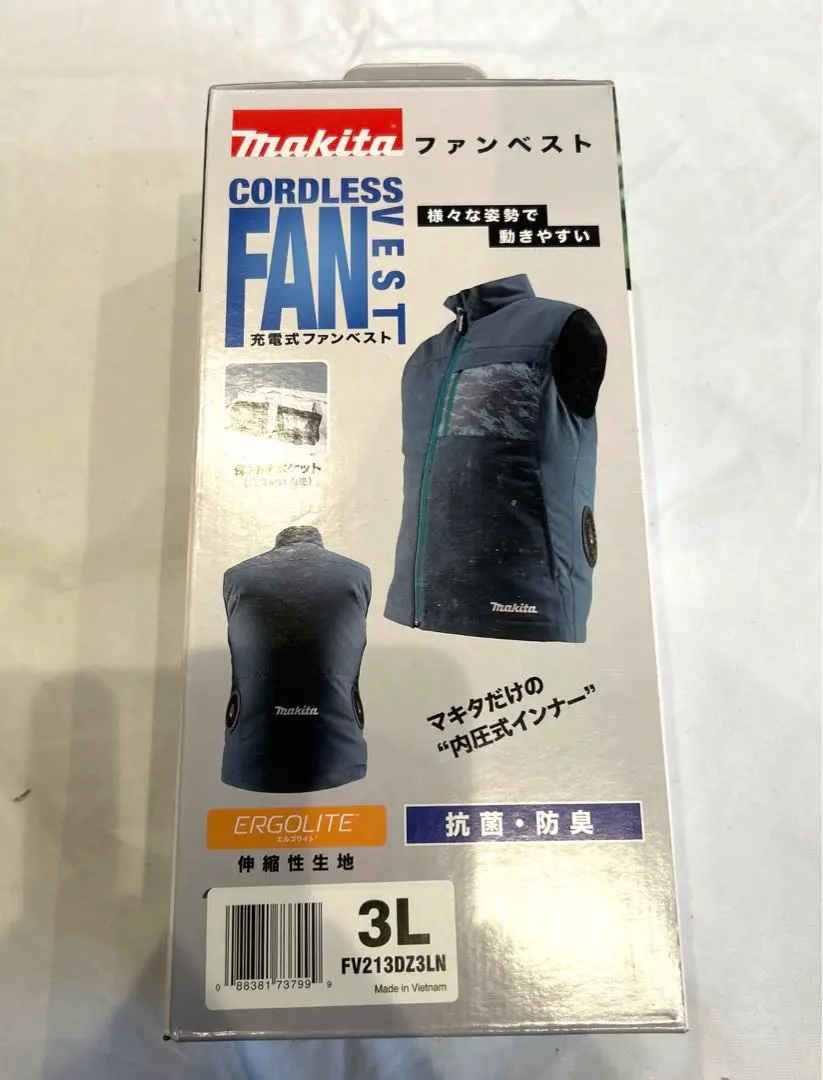 makita ファンベスト
CORDLESS
FAN
VEST
充電式ファンベスト
様々な姿勢で
動きやすい
makita
makita
マキタだけの
“内圧式インナー”
ERGOLITE
エルゴライト
伸縮性生地
抗菌・防臭
3L
FV213DZ3LN
Made in Vietnam
0 88381 73799 9